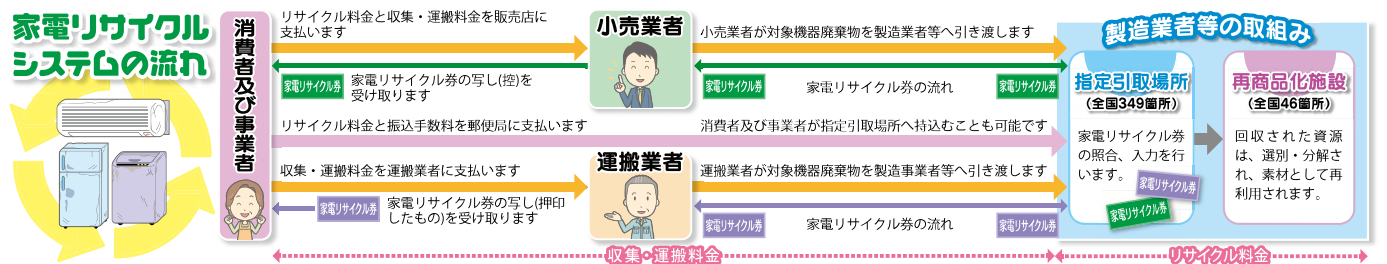 家電リサイクル
システムの流れ
消費者及び事業者
リサイクル料金と収集・運搬料金を販売店に
支払います
家電リサイクル券
家電リサイクル券の写し(控)を
受け取ります
小売業者
小売業者が対象機器廃棄物を製造業者等へ引き渡します
家電リサイクル券
家電リサイクル券の流れ
家電リサイクル券
リサイクル料金と振込手数料を郵便局に支払います
消費者及び事業者が指定引取場所へ持込むことも可能です
収集・運搬料金を運搬業者に支払います
家電リサイクル券
家電リサイクル券の写し(押印
したもの)を受け取ります
運搬業者
運搬業者が対象機器廃棄物を製造事業者等へ引き渡します
家電リサイクル券
家電リサイクル券の流れ
家電リサイクル券
製造業者等の取組み
指定引取場所
(全国349箇所)
家電リサイクル券
の照合、入力を行
います。
家電リサイクル券
家電リサイクル券
再商品化施設
(全国46箇所)
回収された資源
は、選別・分解さ
れ、素材として再
利用されます。
収集・運搬料金
リサイクル料金